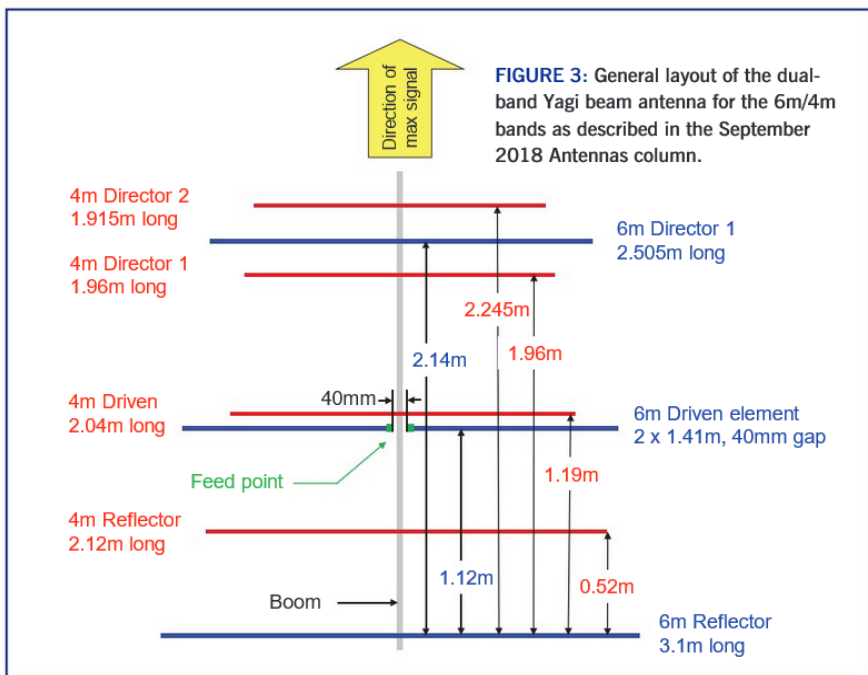 Direction of
max signal
FIGURE 3: General layout of the dual-
band Yagi beam antenna for the 6m/4m
bands as described in the September
2018 Antennas column.
4m Director 2
1.915m long
6m Director 1
2.505m long
4m Director 1
1.96m long
2.245m
1.96m
2.14m
40mm
4m Driven
2.04m long
6m Driven element
2 x 1.41m, 40mm gap
Feed point
1.19m
4m Reflector
2.12m long
1.12m
0.52m
Boom
6m Reflector
3.1m long